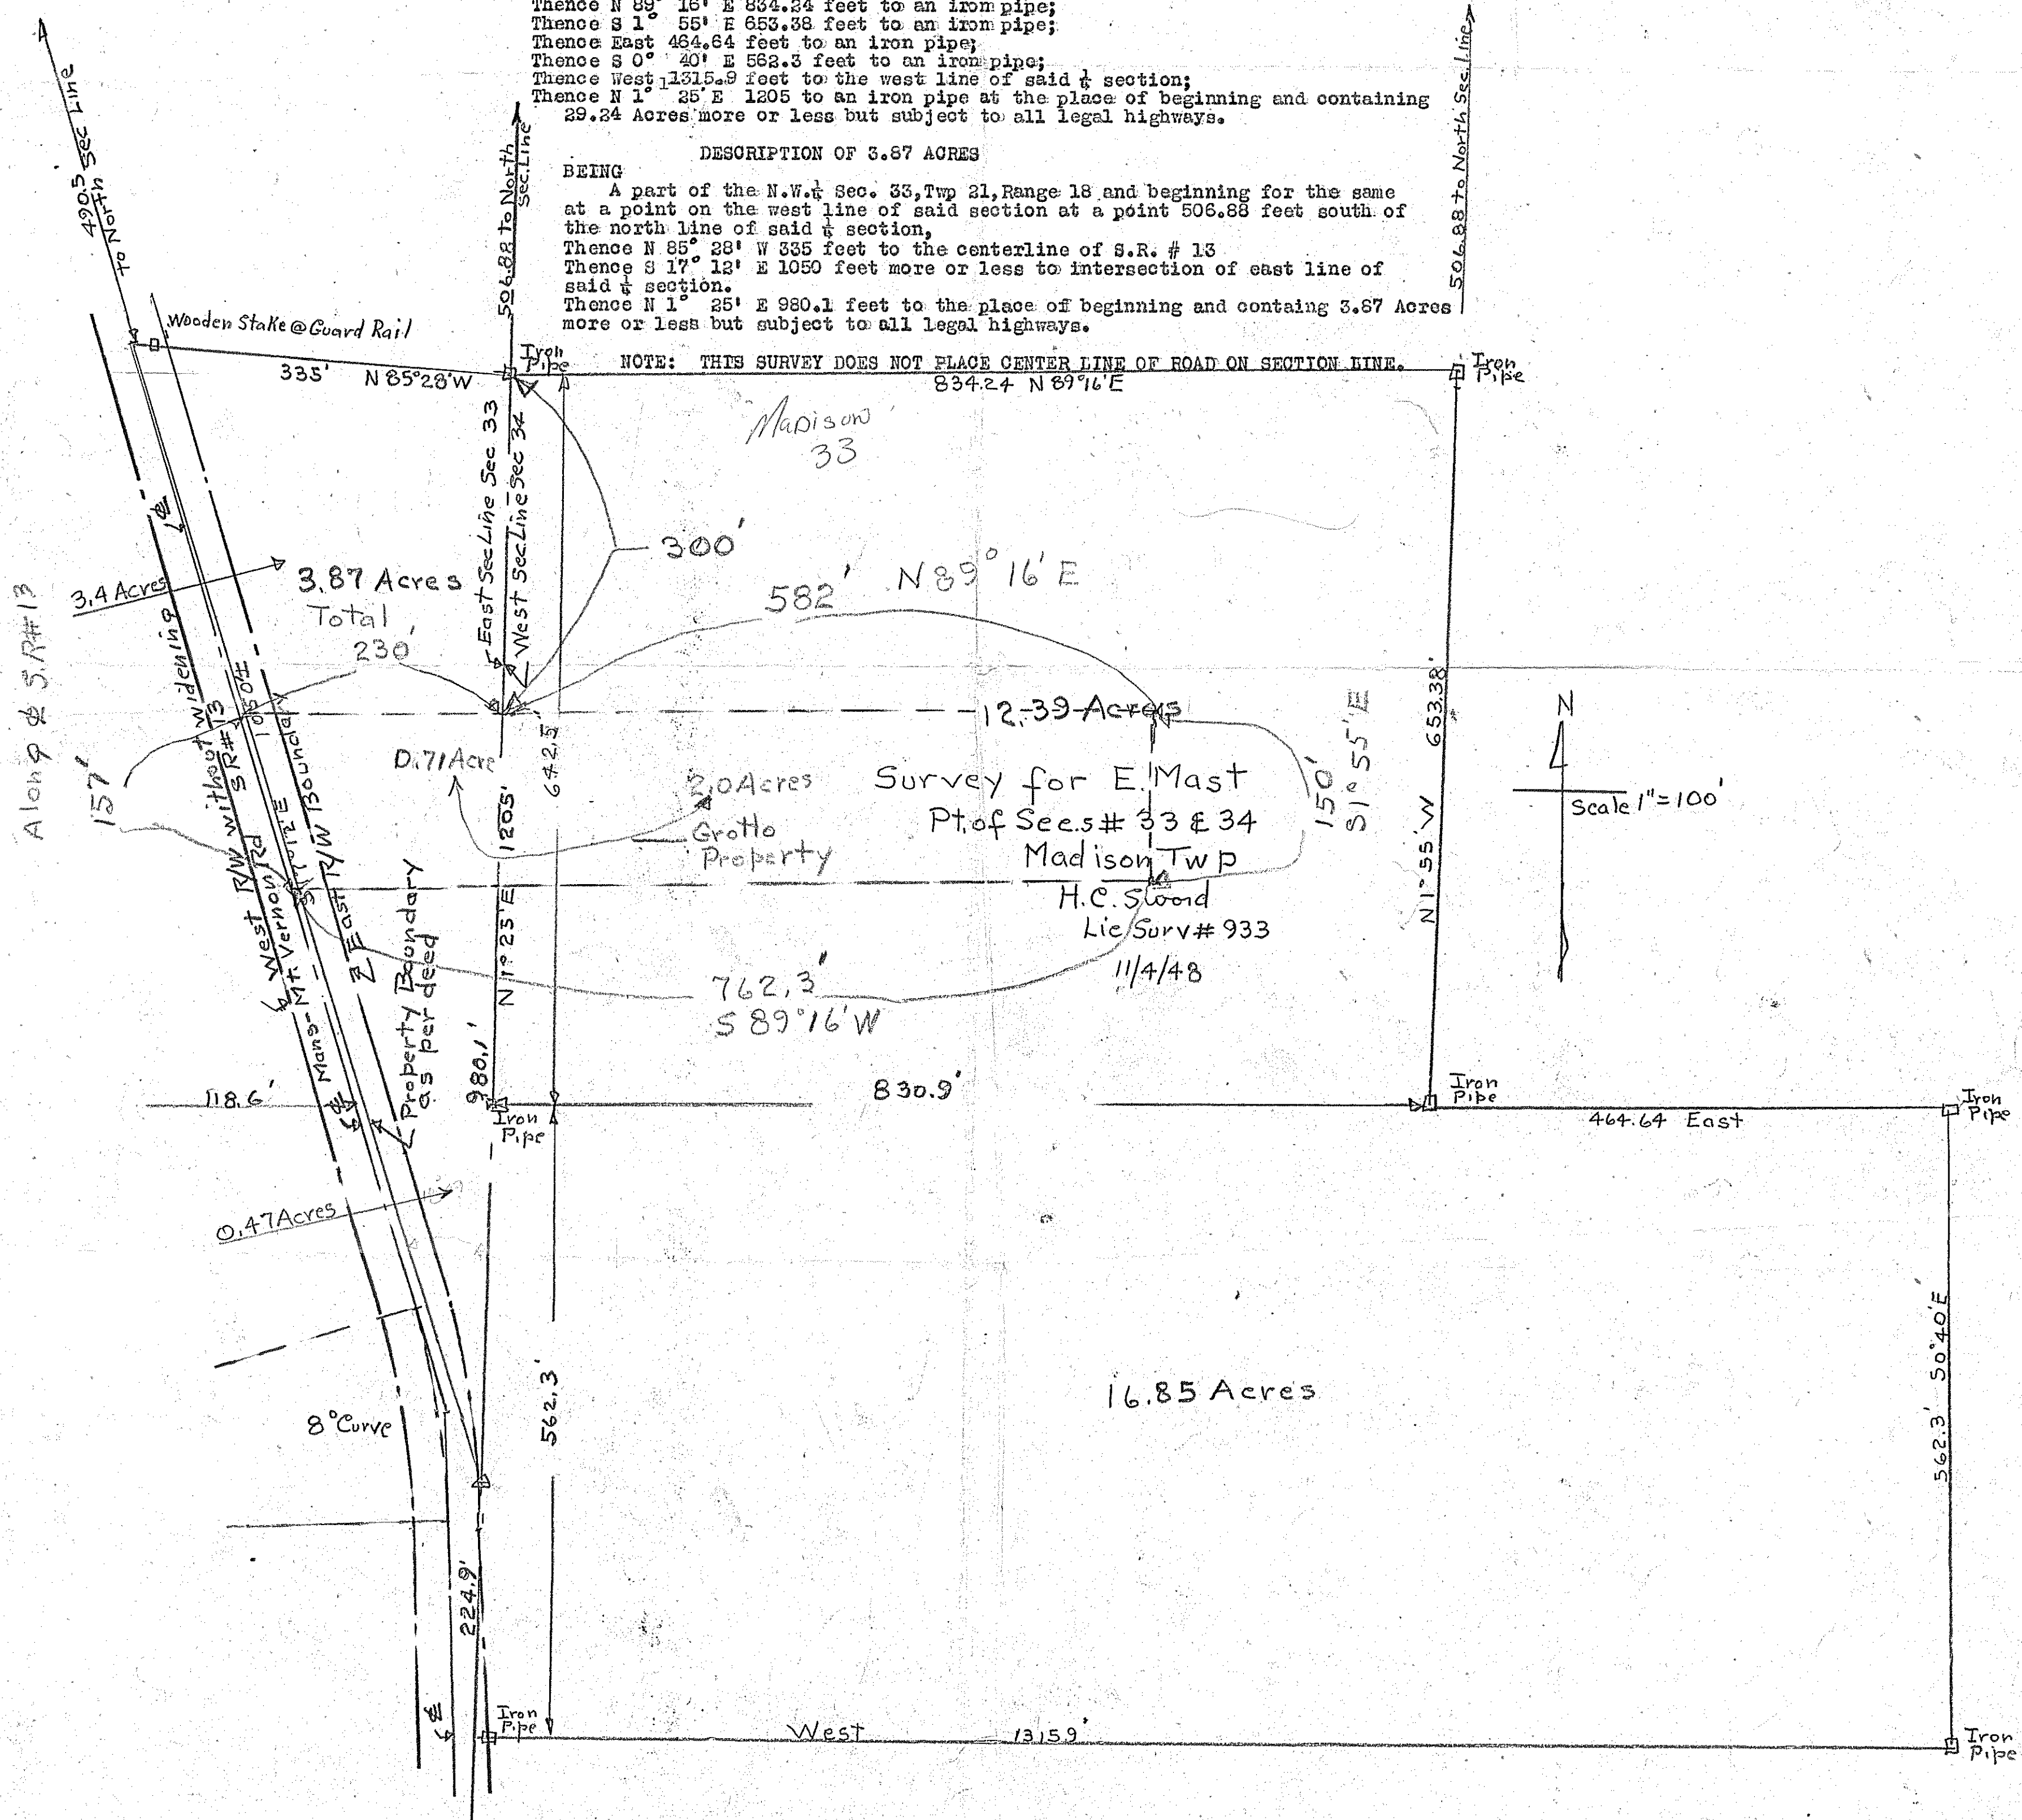 Thence N 89° 16' E 834.24 feet to an iron pipe;
Thence S 1° 55' E 653.38 feet to an iron pipe;
Thence East 464.64 feet to an iron pipe;
Thence S 0° 40' E 562.3 feet to an iron pipe;
Thence West 1315.9 feet to the west line of said ¼ section;
Thence N 1° 25' E 1205 to an iron pipe at the place of beginning and containing
29.24 Acres more or less but subject to all legal highways.
DESCRIPTION OF 3.87 ACRES
BEING
A part of the N.W.¼ Sec. 33,Twp 21,Range 18 and beginning for the same
at a point on the west line of said section at a point 506.88 feet south of
the north line of said ¼ section,
Thence N 85° 28' W 335 feet to the centerline of S.R. # 13
Thence S 17° 12' E 1050 feet more or less to intersection of east line of
said ¼ section.
Thence N 1° 25' E 980.1 feet to the place of beginning and containg 3.87 Acres
more or less but subject to all legal highways.
NOTE: THIS SURVEY DOES NOT PLACE CENTER LINE OF ROAD ON SECTION LINE.
490.5'
to North Sec Line
506.88 to North
Sec.Line
506.88 to North Sec.Line
Wooden Stake @ Guard Rail
335' N 85°28'W
Iron
Pipe
834.24 N 89°16'E
Iron
Pipe
Madison
33
East Sec Line Sec 33
West Sec Line Sec 34
300'
582' N 89° 16' E
3.4 Acres
3.87 Acres
Total
230'
Along ℄ S.R#13
157'
West R/W without widening
Mans-Mt Vernon Rd SR#13
1050'±
S 17°12'E
East R/W Boundary
Property Boundary
as per deed
0.71 Acre
2.0 Acres
Grotto
Property
642.5'
N 1° 25' E 1205'
12.39 Acres
Survey for E. Mast
Pt. of Sec.s # 33 & 34
Madison Twp
H.C. Swoord
Lic Surv # 933
11/4/48
150'
S 1° 55' E
N 1° 55' W 653.38'
N
Scale 1"=100'
762.3'
S 89°16'W
980.1'
118.6'
℄
830.9'
Iron
Pipe
Iron
Pipe
464.64 East
Iron
Pipe
0.47 Acres
8° Curve
562.3'
16.85 Acres
562.3' S 0°40'E
224.9'
℄
Iron
Pipe
West 1315.9'
Iron
Pipe